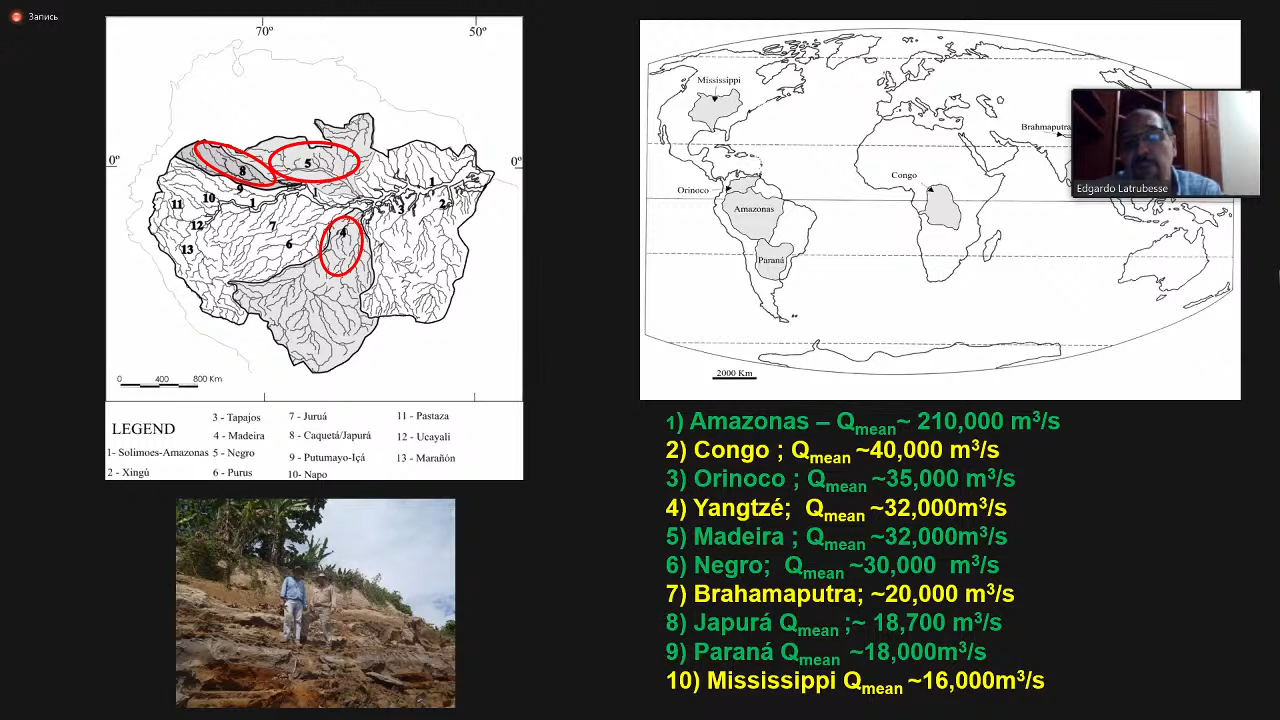 Запись
70º
50º
0º
0º
8
5
9
10
1
1
1
11
12
13
7
6
4
3
2
0 400 800 Km
LEGEND
1- Solimoes-Amazonas
2 - Xingú
3 - Tapajos
4 - Madeira
5 - Negro
6 - Purus
7 - Juruá
8 - Caquetá/Japurá
9 - Putumayo-Içá
10- Napo
11 - Pastaza
12 - Ucayali
13 - Marañón
Mississippi
Brahmaputra
Orinoco
Congo
Amazonas
Paraná
2000 Km
Edgardo Latrubesse
1) Amazonas – Qmean~ 210,000 m³/s
2) Congo ; Qmean ~40,000 m³/s
3) Orinoco ; Qmean ~35,000 m³/s
4) Yangtzé; Qmean ~32,000m³/s
5) Madeira ; Qmean ~32,000m³/s
6) Negro; Qmean ~30,000 m³/s
7) Brahamaputra; ~20,000 m³/s
8) Japurá Qmean ;~ 18,700 m³/s
9) Paraná Qmean ~18,000m³/s
10) Mississippi Qmean ~16,000m³/s